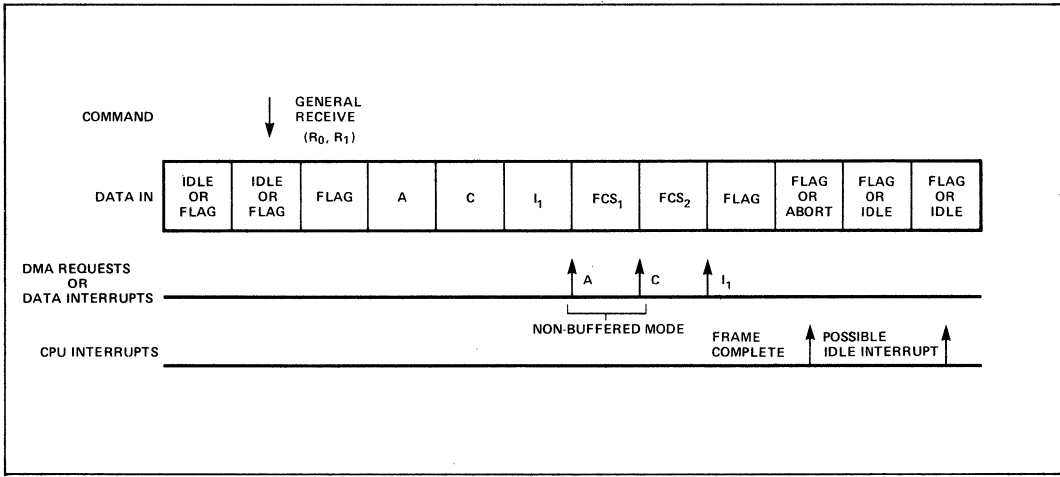 COMMAND
GENERAL
RECEIVE
(R0, R1)
DATA IN
IDLE
OR
FLAG
IDLE
OR
FLAG
FLAG
A
C
I1
FCS1
FCS2
FLAG
FLAG
OR
ABORT
FLAG
OR
IDLE
FLAG
OR
IDLE
DMA REQUESTS
OR
DATA INTERRUPTS
A
C
I1
NON-BUFFERED MODE
CPU INTERRUPTS
FRAME
COMPLETE
POSSIBLE
IDLE INTERRUPT